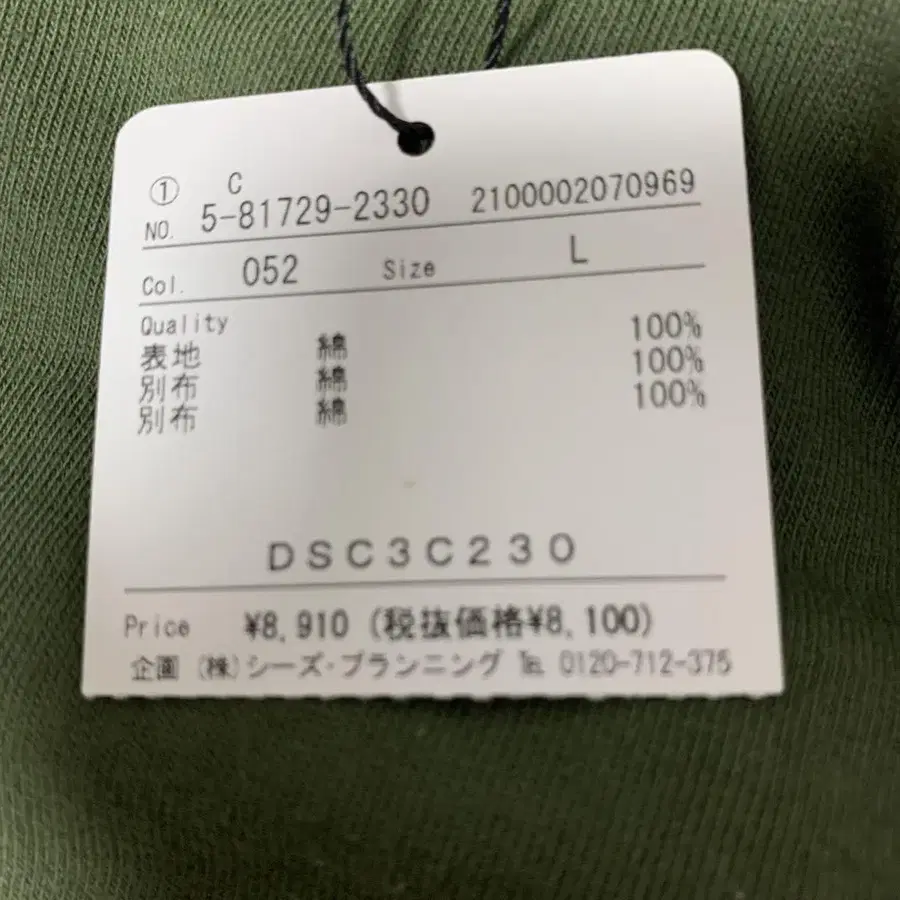 ① C
NO. 5-81729-2330 2100002070969
Col. 052 Size L
Quality
表地 綿 100%
別布 綿 100%
別布 綿 100%
DSC3C230
Price ¥8,910 (税抜価格¥8,100)
企画 (株)シーズ・プランニング ℡ 0120-712-375